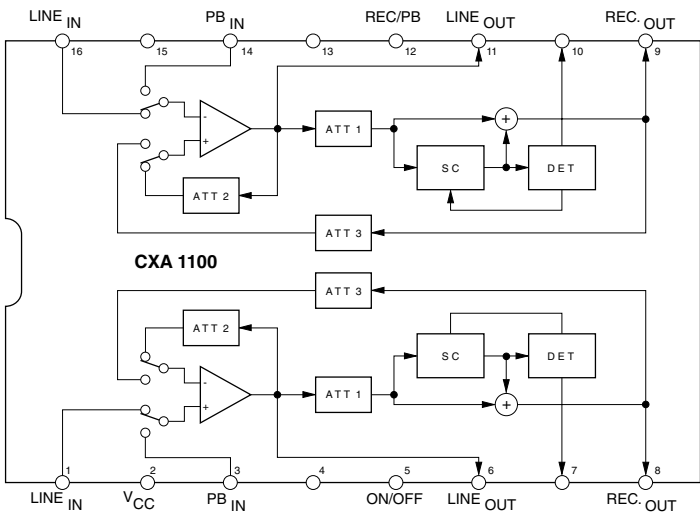 LINE IN
PB IN
REC/PB
LINE OUT
REC. OUT
16
15
14
13
12
11
10
9
-
+
ATT 1
+
SC
DET
ATT 2
ATT 3
CXA 1100
ATT 3
ATT 2
SC
DET
-
+
ATT 1
+
1
2
3
4
5
6
7
8
LINE IN
VCC
PB IN
ON/OFF
LINE OUT
REC. OUT